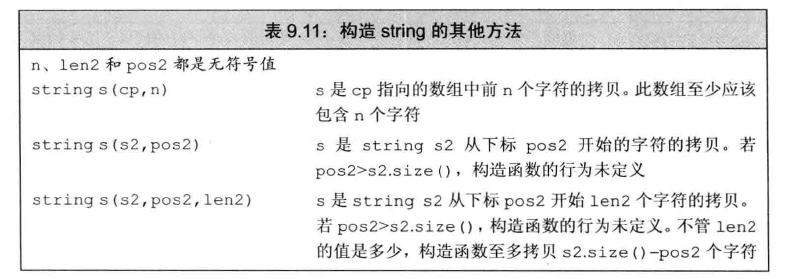 表 9.11：构造 string 的其他方法
n、len2 和 pos2 都是无符号值
string s(cp,n) s 是 cp 指向的数组中前 n 个字符的拷贝。此数组至少应该
包含 n 个字符
string s(s2,pos2) s 是 string s2 从下标 pos2 开始的字符的拷贝。若
pos2>s2.size()，构造函数的行为未定义
string s(s2,pos2,len2) s 是 string s2 从下标 pos2 开始 len2 个字符的拷贝。
若 pos2>s2.size()，构造函数的行为未定义。不管 len2
的值是多少，构造函数至多拷贝 s2.size()-pos2 个字符